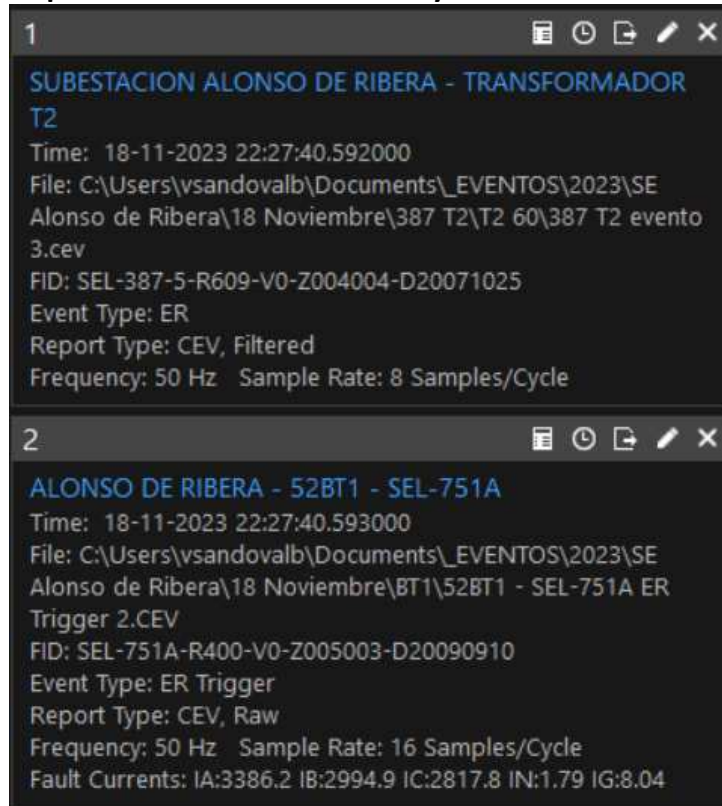 1
SUBESTACION ALONSO DE RIBERA - TRANSFORMADOR
T2
Time: 18-11-2023 22:27:40.592000
File: C:\Users\vsandovalb\Documents\_EVENTOS\2023\SE
Alonso de Ribera\18 Noviembre\387 T2\T2 60\387 T2 evento
3.cev
FID: SEL-387-5-R609-V0-Z004004-D20071025
Event Type: ER
Report Type: CEV, Filtered
Frequency: 50 Hz Sample Rate: 8 Samples/Cycle
2
ALONSO DE RIBERA - 52BT1 - SEL-751A
Time: 18-11-2023 22:27:40.593000
File: C:\Users\vsandovalb\Documents\_EVENTOS\2023\SE
Alonso de Ribera\18 Noviembre\BT1\52BT1 - SEL-751A ER
Trigger 2.CEV
FID: SEL-751A-R400-V0-Z005003-D20090910
Event Type: ER Trigger
Report Type: CEV, Raw
Frequency: 50 Hz Sample Rate: 16 Samples/Cycle
Fault Currents: IA:3386.2 IB:2994.9 IC:2817.8 IN:1.79 IG:8.04